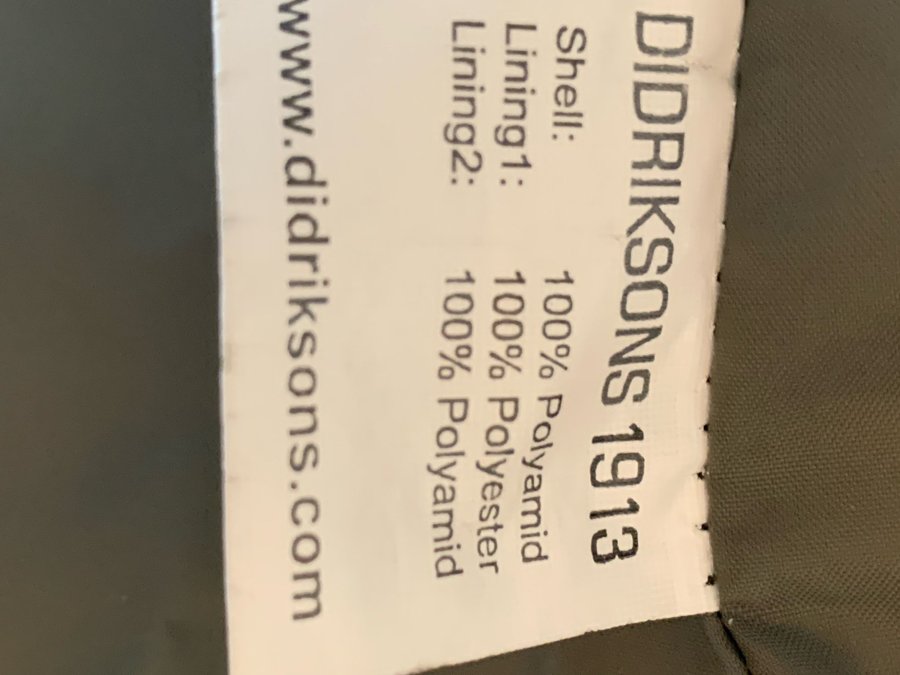 DIDRIKSONS 1913
Shell: 100% Polyamid
Lining1: 100% Polyester
Lining2: 100% Polyamid
www.didriksons.com